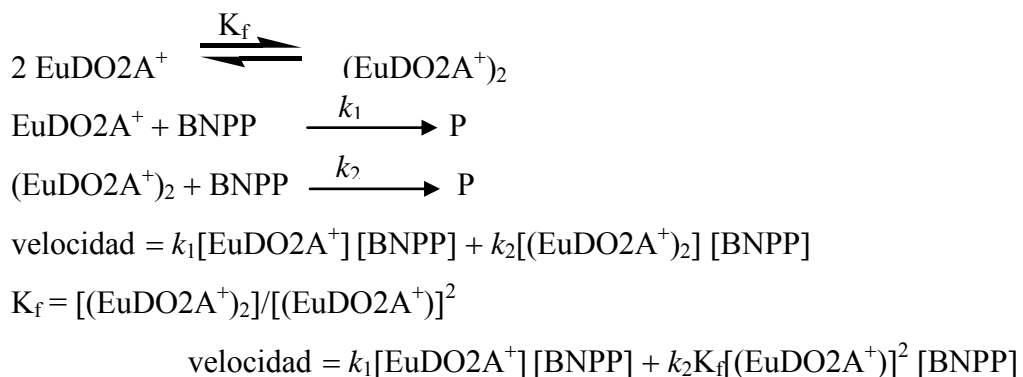 K_f
2 EuDO2A⁺ ⇌ (EuDO2A⁺)₂
EuDO2A⁺ + BNPP k₁ → P
(EuDO2A⁺)₂ + BNPP k₂ → P
velocidad = k₁[EuDO2A⁺] [BNPP] + k₂[(EuDO2A⁺)₂] [BNPP]
K_f = [(EuDO2A⁺)₂]/[(EuDO2A⁺)]²
velocidad = k₁[EuDO2A⁺] [BNPP] + k₂K_f[(EuDO2A⁺)]² [BNPP]